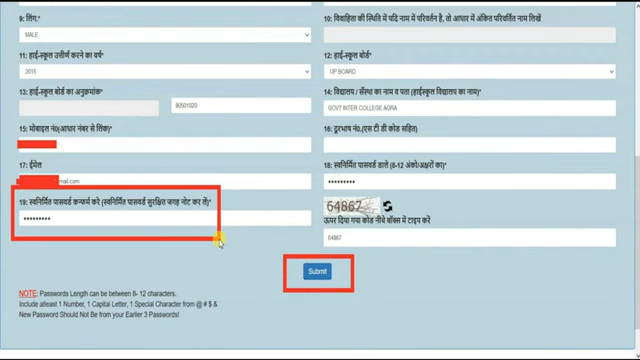 9: लिंग.*
10: विवाहिता की स्थिति में यदि नाम में परिवर्तन है, तो आधार में अंकित परिवर्तित नाम लिखें
MALE
11: हाई-स्कूल उत्तीर्ण करने का वर्ष*
12: हाई-स्कूल बोर्ड*
2015
UP BOARD
13: हाई-स्कूल बोर्ड का अनुक्रमांक*
14: विद्यालय / संस्था का नाम व पता (हाईस्कूल विद्यालय का नाम)*
90501020
GOVT INTER COLLEGE AGRA
15: मोबाइल नं0(आधार नंबर से लिंक)*
16: दूरभाष नं0.(एस टी डी कोड सहित)
17: ईमेल
18: स्वनिर्मित पासवर्ड डाले (8-12 अंको/अक्षरों का)*
mail.com
•••••••••
19: स्वनिर्मित पासवर्ड कन्फर्म करे (स्वनिर्मित पासवर्ड सुरक्षित जगह नोट कर लें)*
64867
•••••••••
ऊपर दिया गया कोड नीचे बॉक्स में टाइप करें
64867
Submit
NOTE: Passwords Length can be between 8- 12 characters.
Include atleast 1 Number, 1 Capital Letter, 1 Special Character from @ # $ &
New Password Should Not be from your Earlier 3 Passwords!